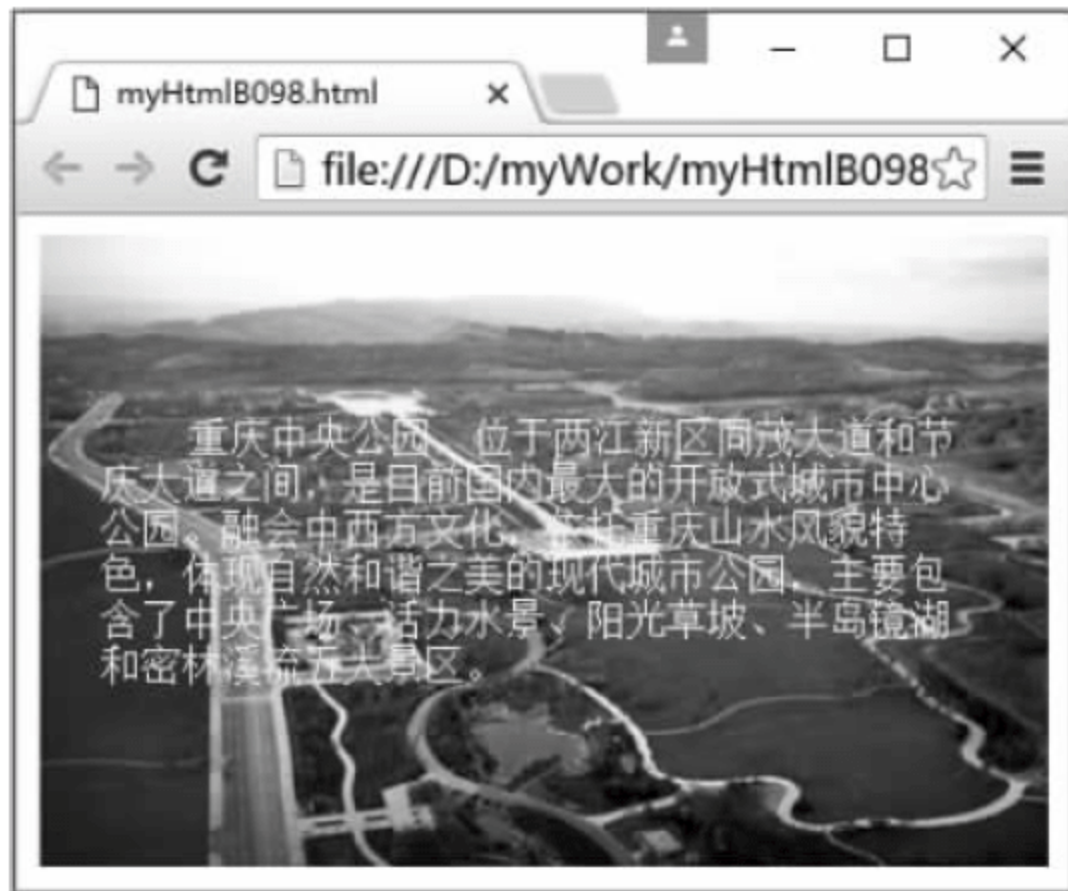 myHtmlB098.html
file:///D:/myWork/myHtmlB098
重庆中央公园 位于两江新区同茂大道和节
庆大道之间，是目前国内最大的开放式城市中心
公园。融会中西方文化，重庆山水风貌特
色，体现自然和谐之美的现代城市公园，主要包
含了中央广场、活力水景、阳光草坡、半岛镜湖
和密林溪流五大景区。